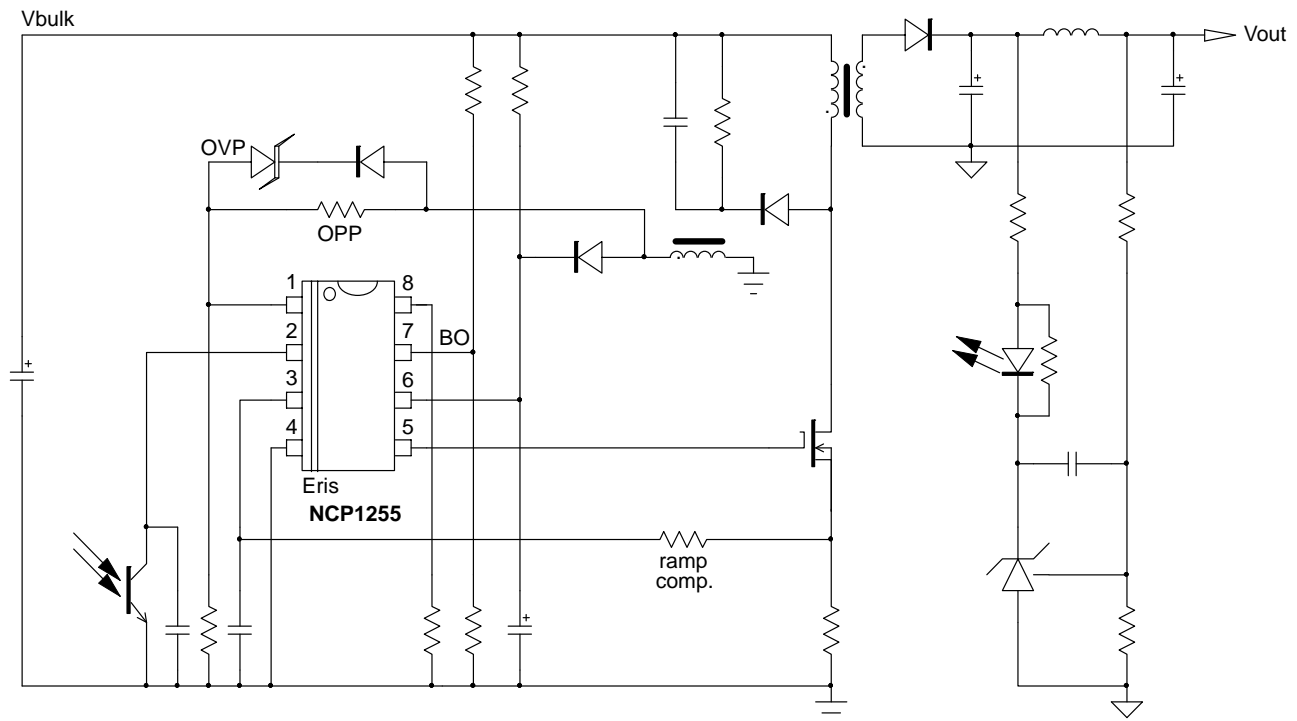 Vbulk
Vout
+
+
OVP
OPP
1
8
2
7
BO
3
6
4
5
+
Eris
NCP1255
ramp
comp.
+